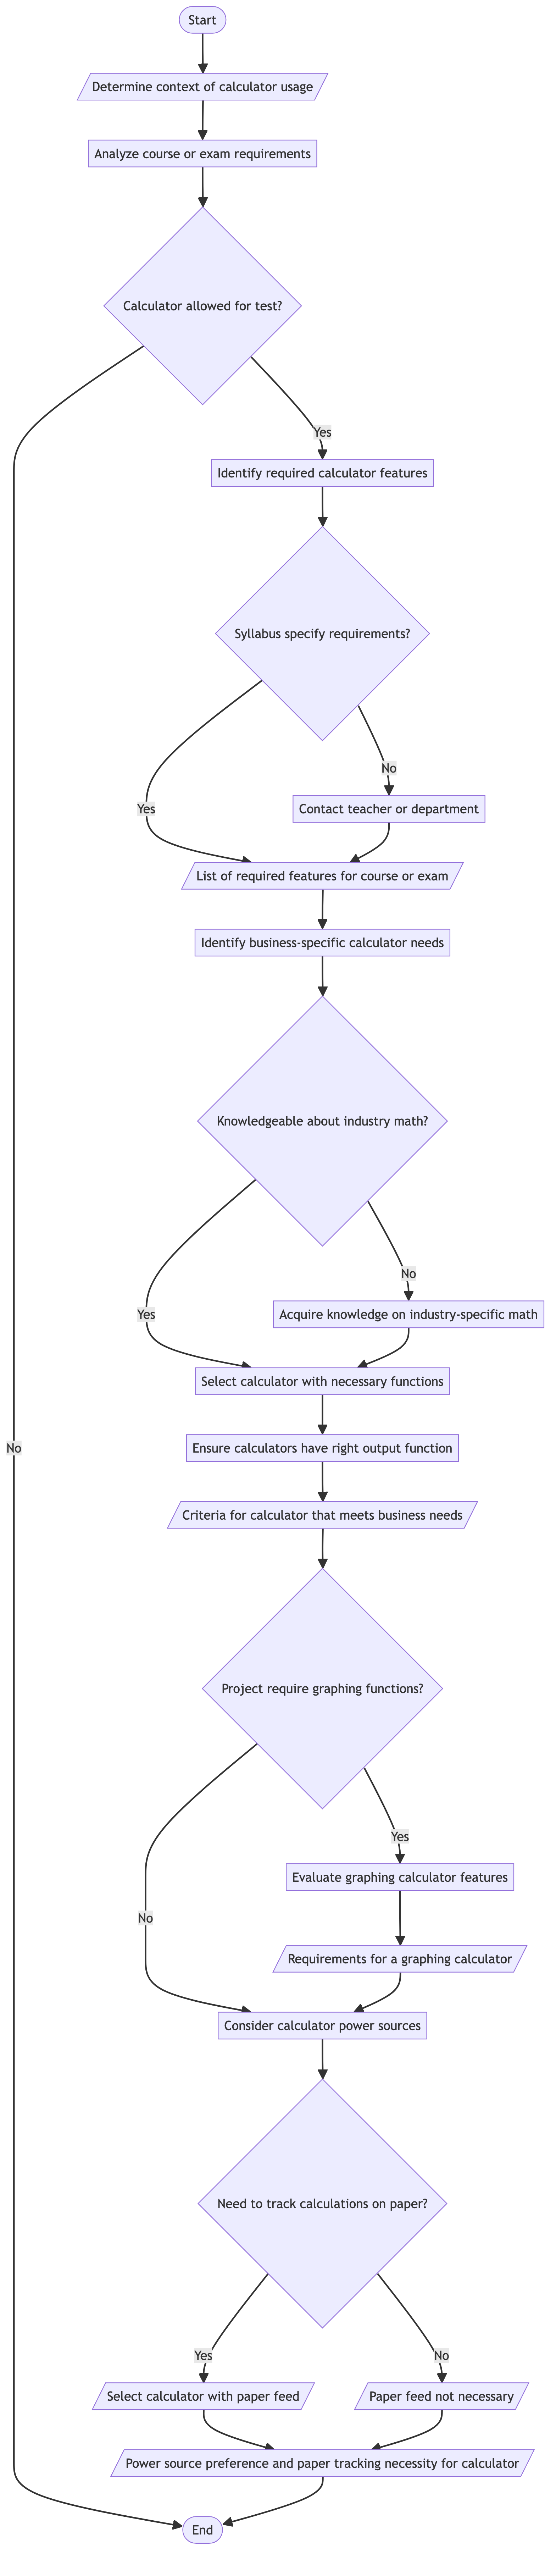 Start
Determine context of calculator usage
Analyze course or exam requirements
Calculator allowed for test?
Yes
Identify required calculator features
Syllabus specify requirements?
No
Yes
Contact teacher or department
List of required features for course or exam
Identify business-specific calculator needs
Knowledgeable about industry math?
No
Yes
Acquire knowledge on industry-specific math
Select calculator with necessary functions
No
Ensure calculators have right output function
Criteria for calculator that meets business needs
Project require graphing functions?
Yes
Evaluate graphing calculator features
No
Requirements for a graphing calculator
Consider calculator power sources
Need to track calculations on paper?
Yes
No
Select calculator with paper feed
Paper feed not necessary
Power source preference and paper tracking necessity for calculator
End